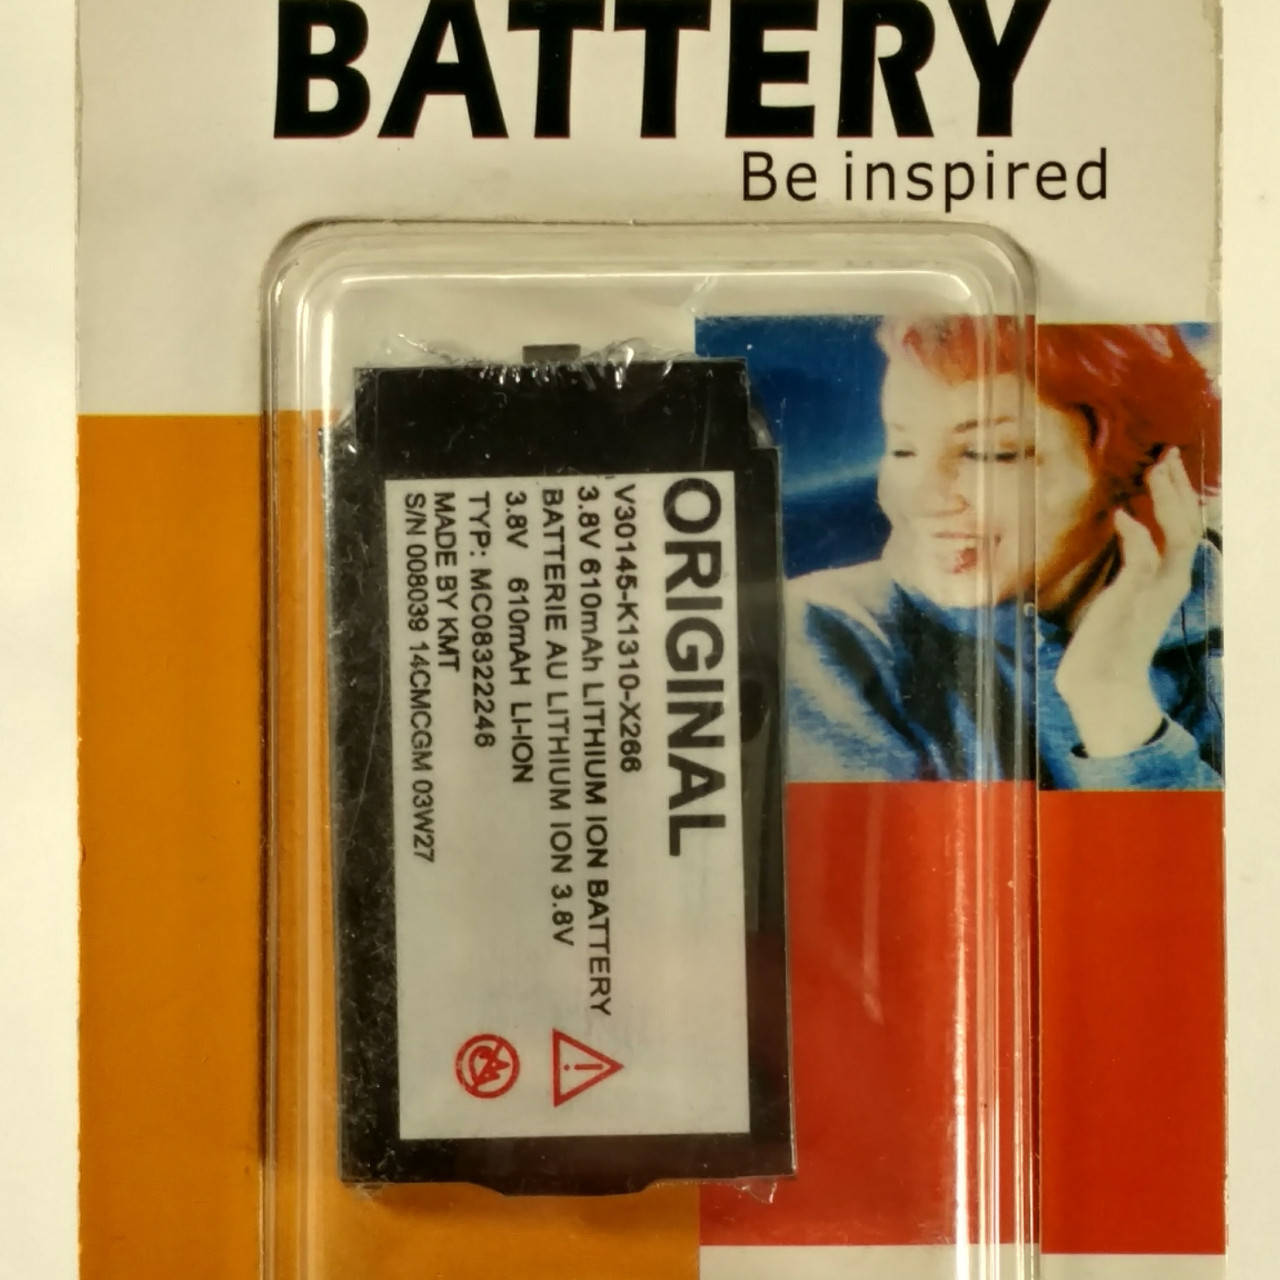 BATTERY
Be inspired
ORIGINAL
V30145-K1310-X266
3.8V 610mAh LITHIUM ION BATTERY
BATTERIE AU LITHIUM ION 3.8V
3.8V 610mAH LI-ION
TYP: MC08322246
MADE BY KMT
S/N 008039 14CMCGM 03W27